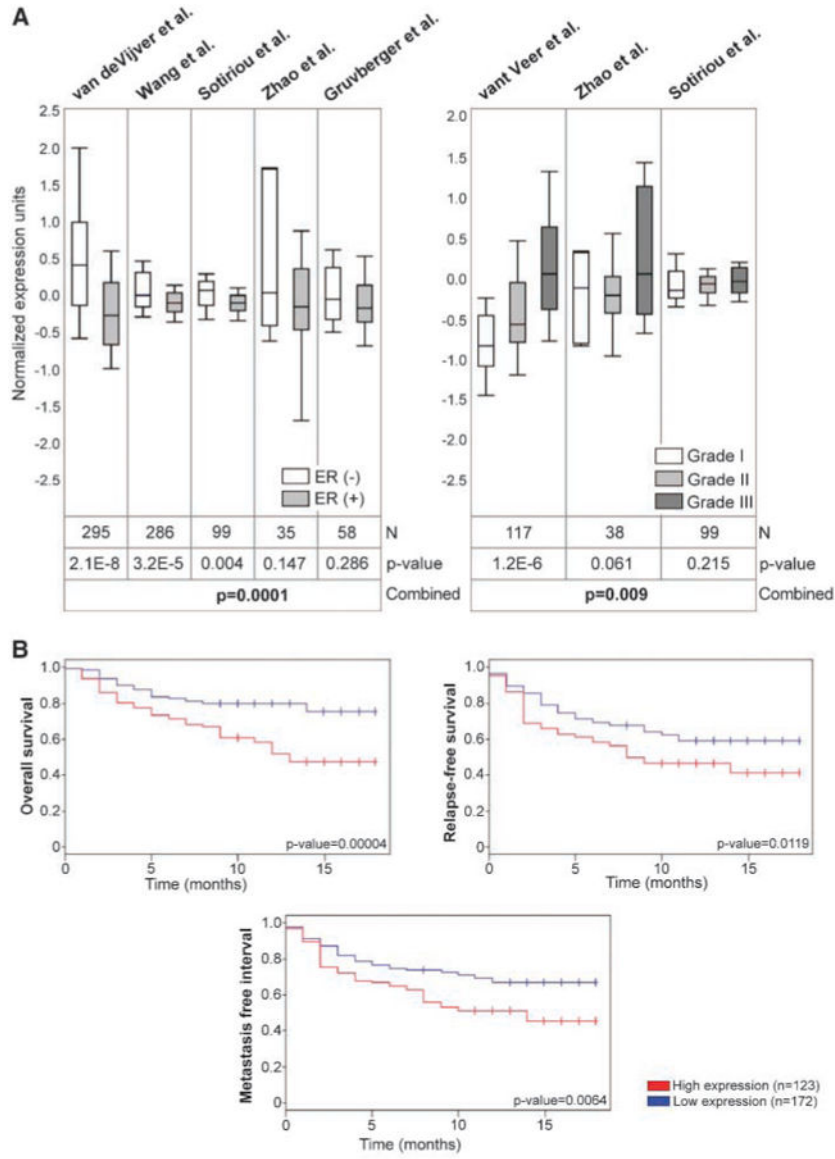 A
van deVijver et al.
Wang et al.
Sotiriou et al.
Zhao et al.
Gruvberger et al.
Normalized expression units
2.5
2.0
1.5
1.0
0.5
0.0
-0.5
-1.0
-1.5
-2.0
-2.5
ER (-)
ER (+)
295 286 99 35 58 N
2.1E-8 3.2E-5 0.004 0.147 0.286 p-value
p=0.0001 Combined
vant Veer et al.
Zhao et al.
Sotiriou et al.
2.0
1.5
1.0
0.5
0.0
-0.5
-1.0
-1.5
-2.0
-2.5
Grade I
Grade II
Grade III
117 38 99 N
1.2E-6 0.061 0.215 p-value
p=0.009 Combined
B
Overall survival
1.0
0.8
0.6
0.4
0.2
0
p-value=0.00004
0 5 10 15
Time (months)
Relapse-free survival
1.0
0.8
0.6
0.4
0.2
0
p-value=0.0119
0 5 10 15
Time (months)
Metastasis free interval
1.0
0.8
0.6
0.4
0.2
0
p-value=0.0064
0 5 10 15
Time (months)
High expression (n=123)
Low expression (n=172)